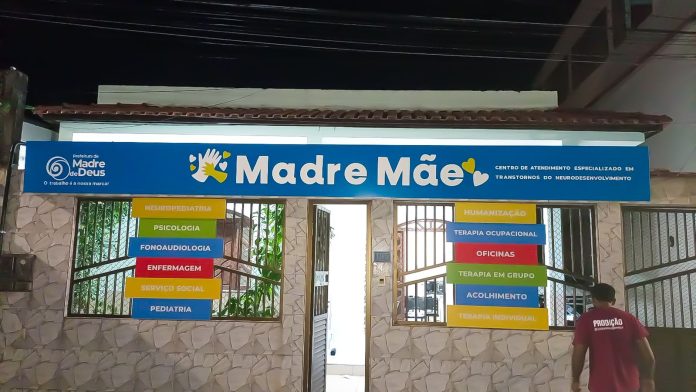 Prefeitura de
Madre
de Deus
O trabalho é a nossa marca!
Madre Mãe
CENTRO DE ATENDIMENTO ESPECIALIZADO EM
TRANSTORNOS DO NEURODESENVOLVIMENTO
NEUROPEDIATRIA
PSICOLOGIA
FONOAUDIOLOGIA
ENFERMAGEM
SERVIÇO SOCIAL
PEDIATRIA
HUMANIZAÇÃO
TERAPIA OCUPACIONAL
OFICINAS
TERAPIA EM GRUPO
ACOLHIMENTO
TERAPIA INDIVIDUAL
PRODIÇÃO